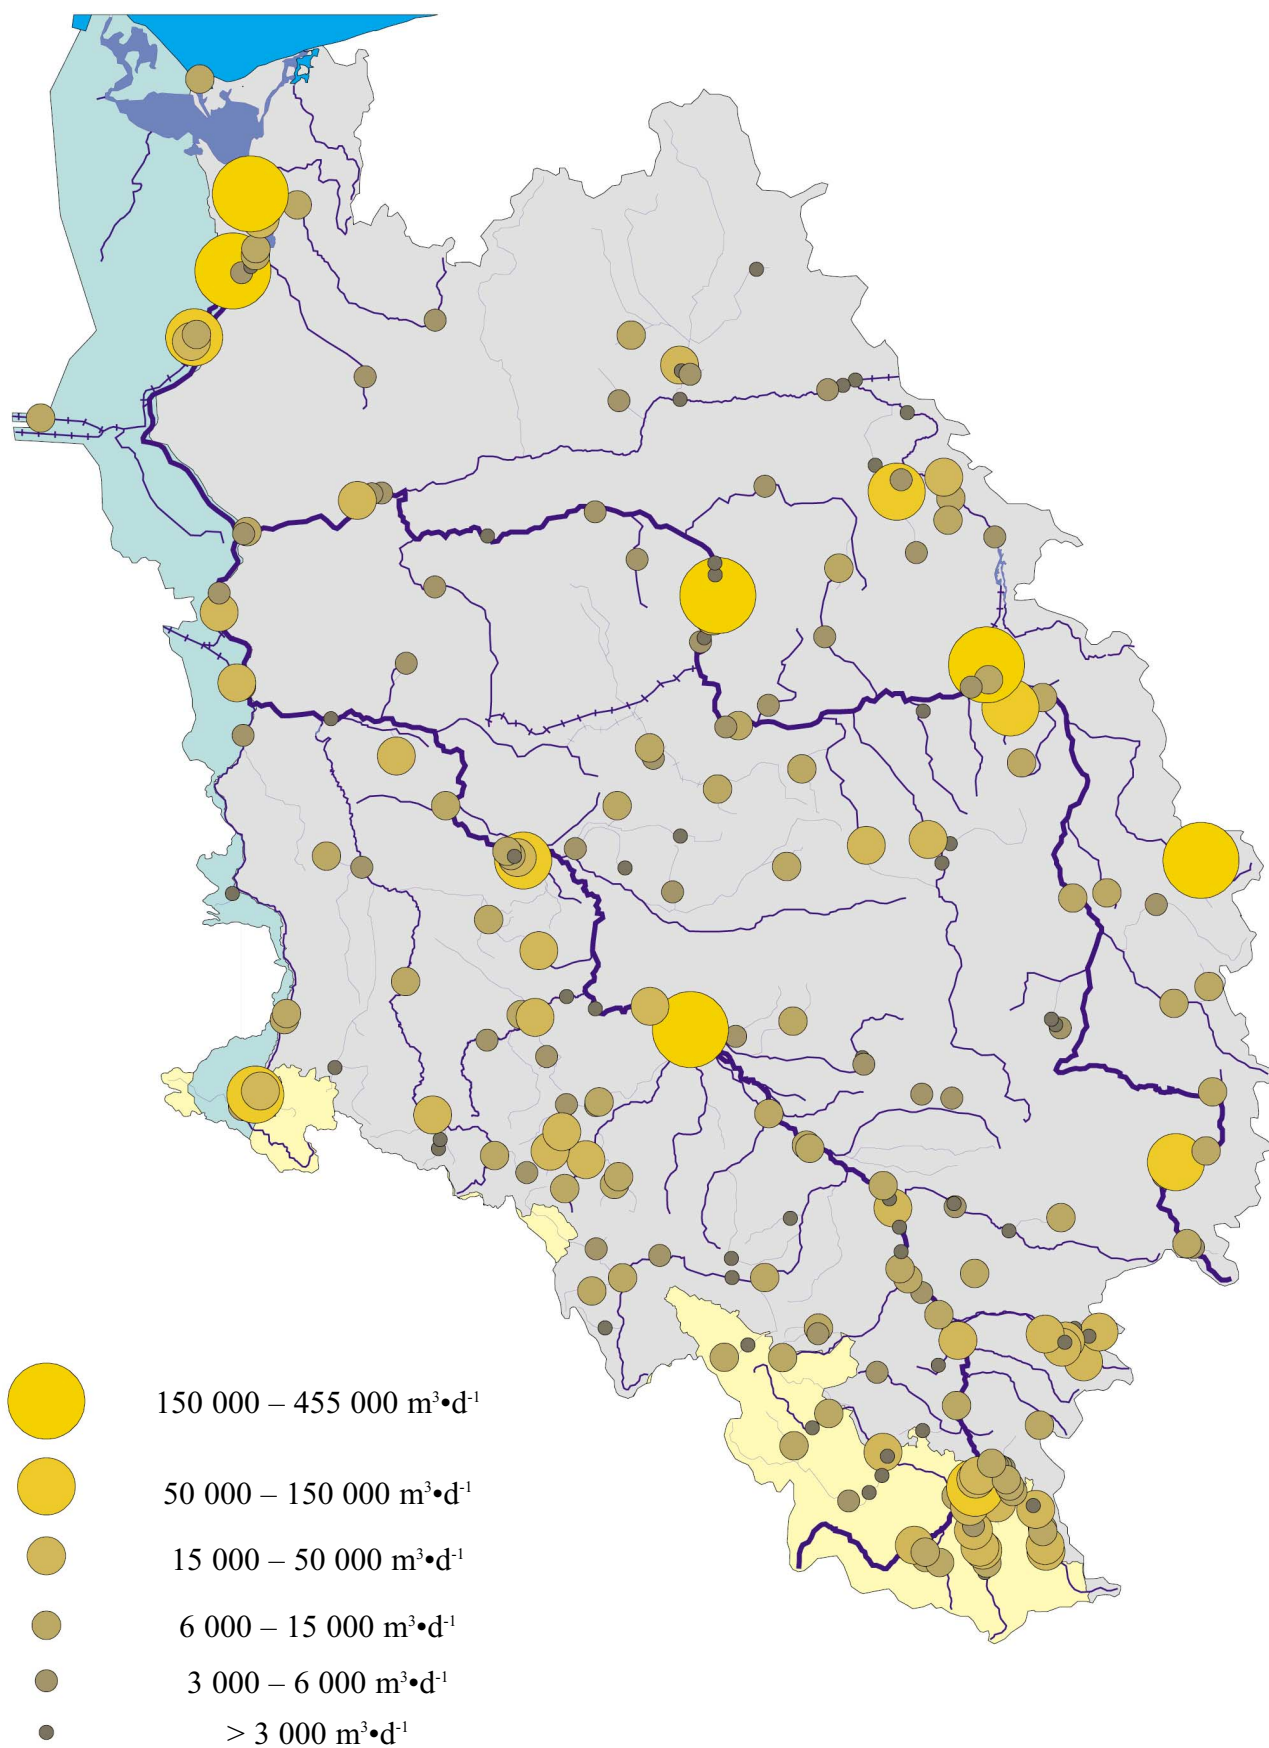 150 000 – 455 000 m³•d⁻¹
50 000 – 150 000 m³•d⁻¹
15 000 – 50 000 m³•d⁻¹
6 000 – 15 000 m³•d⁻¹
3 000 – 6 000 m³•d⁻¹
> 3 000 m³•d⁻¹